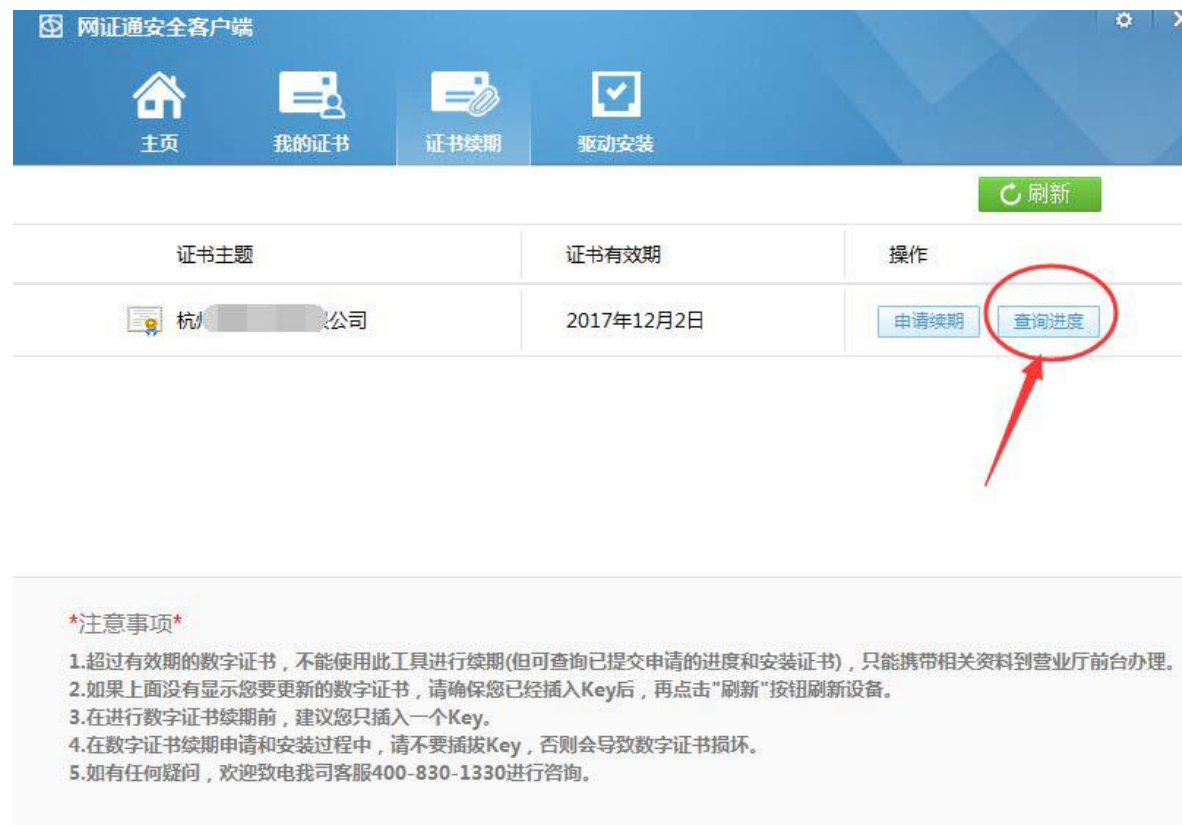 网证通安全客户端
主页 我的证书 证书续期 驱动安装
刷新
证书主题 证书有效期 操作
杭 公司 2017年12月2日 申请续期 查询进度
*注意事项*
1.超过有效期的数字证书，不能使用此工具进行续期(但可查询已提交申请的进度和安装证书)，只能携带相关资料到营业厅前台办理。
2.如果上面没有显示您要更新的数字证书，请确保您已经插入Key后，再点击"刷新"按钮刷新设备。
3.在进行数字证书续期前，建议您只插入一个Key。
4.在数字证书续期申请和安装过程中，请不要插拔Key，否则会导致数字证书损坏。
5.如有任何疑问，欢迎致电我司客服400-830-1330进行咨询。